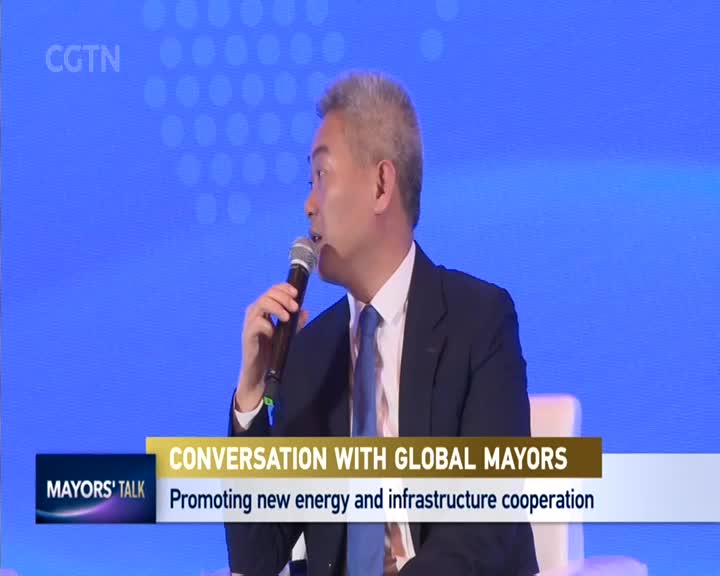 CGTN
CONVERSATION WITH GLOBAL MAYORS
MAYORS' TALK
Promoting new energy and infrastructure cooperation